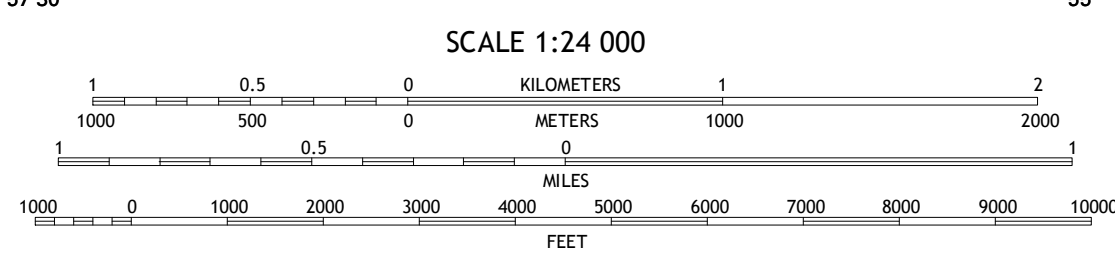 SCALE 1:24 000
1 0.5 0 KILOMETERS 1 2
1000 500 0 METERS 1000 2000
1 0.5 0 1
MILES
1000 0 1000 2000 3000 4000 5000 6000 7000 8000 9000 10000
FEET